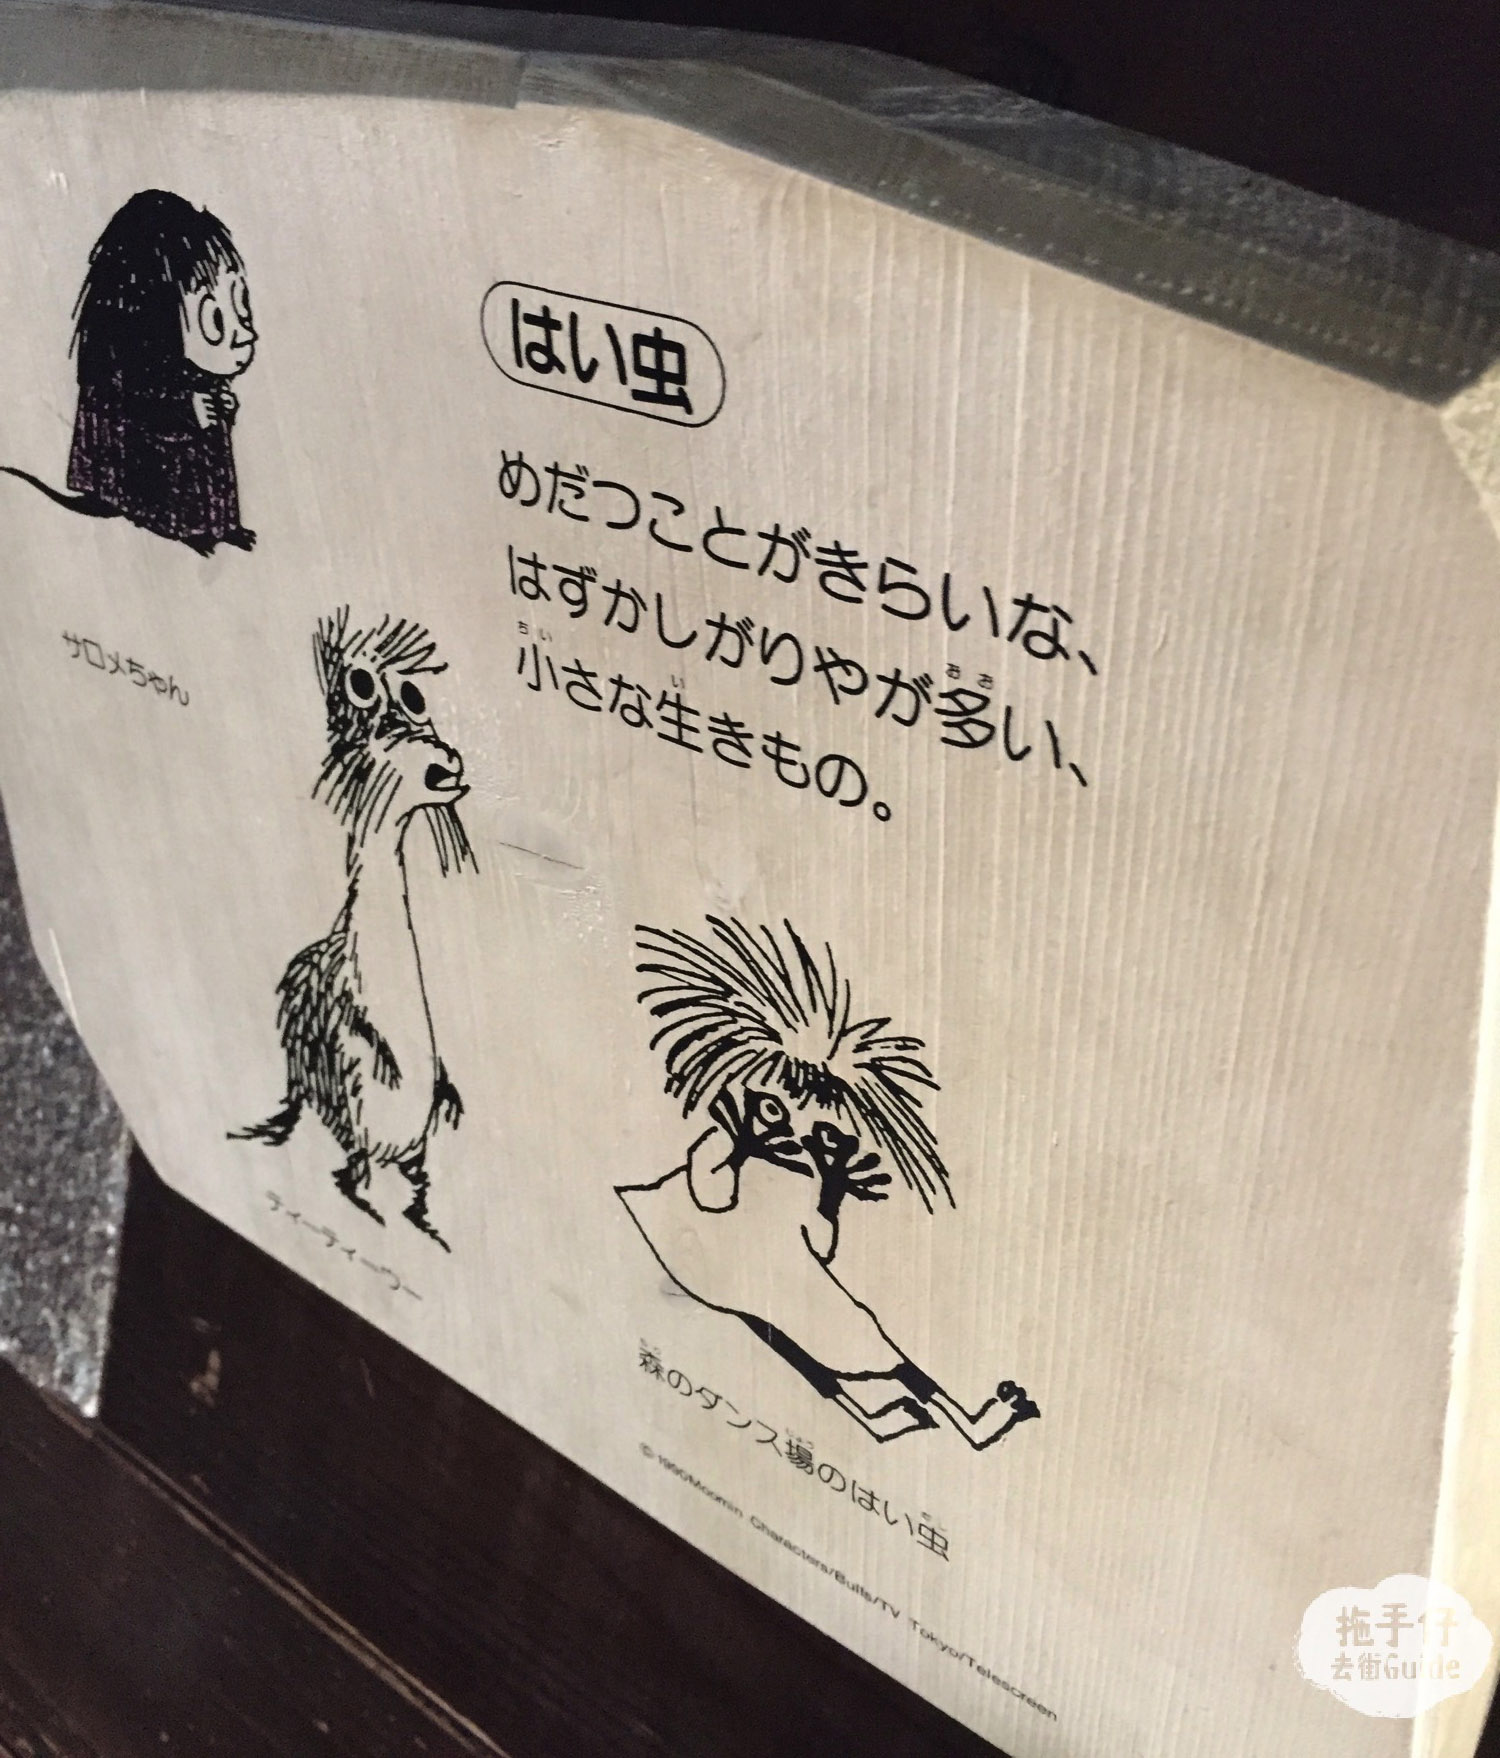 はい虫
めだつことがきらいな、
はずかしがりやが多い、
小さな生きもの。
サロメちゃん
ティーティーウー
森のダンス場のはい虫
©1990Moomin Characters/Bulls/TV Tokyo/Telescreen
拖手仔
去街Guide